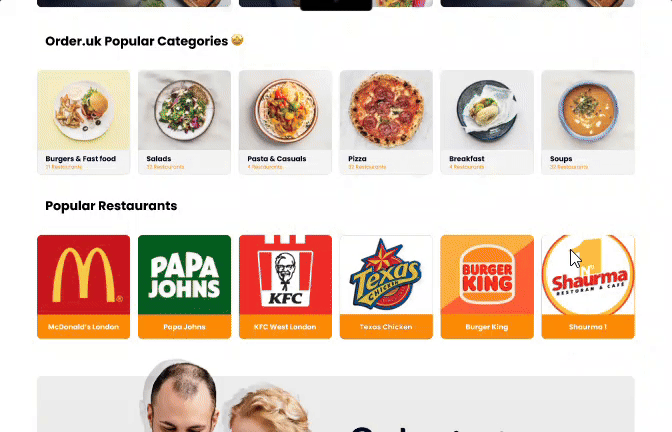 Order.uk Popular Categories 🤩
Burgers & Fast food
Salads
Pasta & Casuals
Pizza
Breakfast
Soups
21 Restaurants
32 Restaurants
4 Restaurants
32 Restaurants
4 Restaurants
32 Restaurants
Popular Restaurants
PAPA
JOHNS
KFC
Texas
CHICKEN
BURGER
KING
1
Shaurma
RESTORAN & CAFE
McDonald's London
Papa Johns
KFC West London
Texas Chicken
Burger King
Shaurma 1